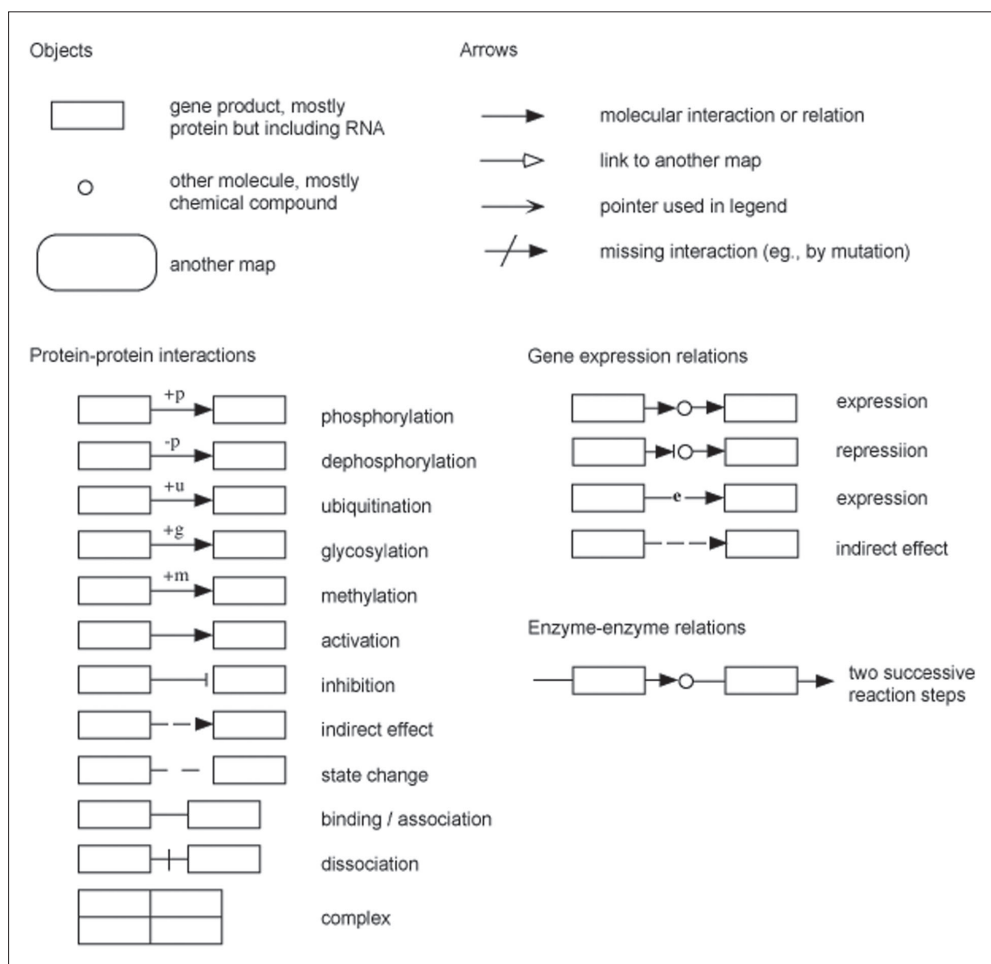 Objects
gene product, mostly
protein but including RNA
other molecule, mostly
chemical compound
another map
Arrows
molecular interaction or relation
link to another map
pointer used in legend
missing interaction (eg., by mutation)
Protein-protein interactions
+p
phosphorylation
-p
dephosphorylation
+u
ubiquitination
+g
glycosylation
+m
methylation
activation
inhibition
indirect effect
state change
binding / association
dissociation
complex
Gene expression relations
expression
repressiion
e
expression
indirect effect
Enzyme-enzyme relations
two successive
reaction steps